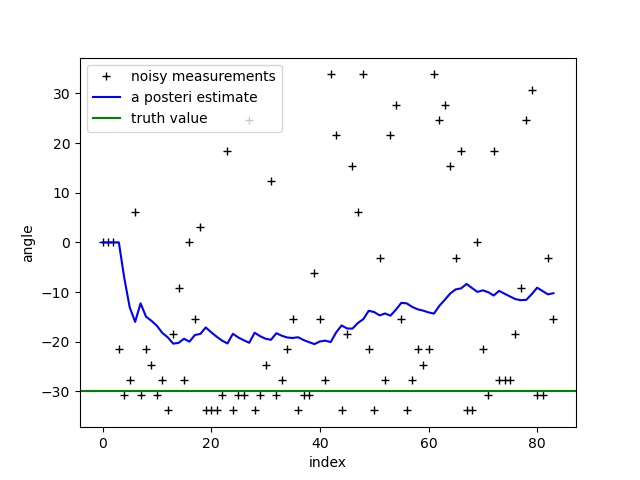 noisy measurements
a posteri estimate
truth value
angle
30
20
10
0
−10
−20
−30
0
20
40
60
80
index